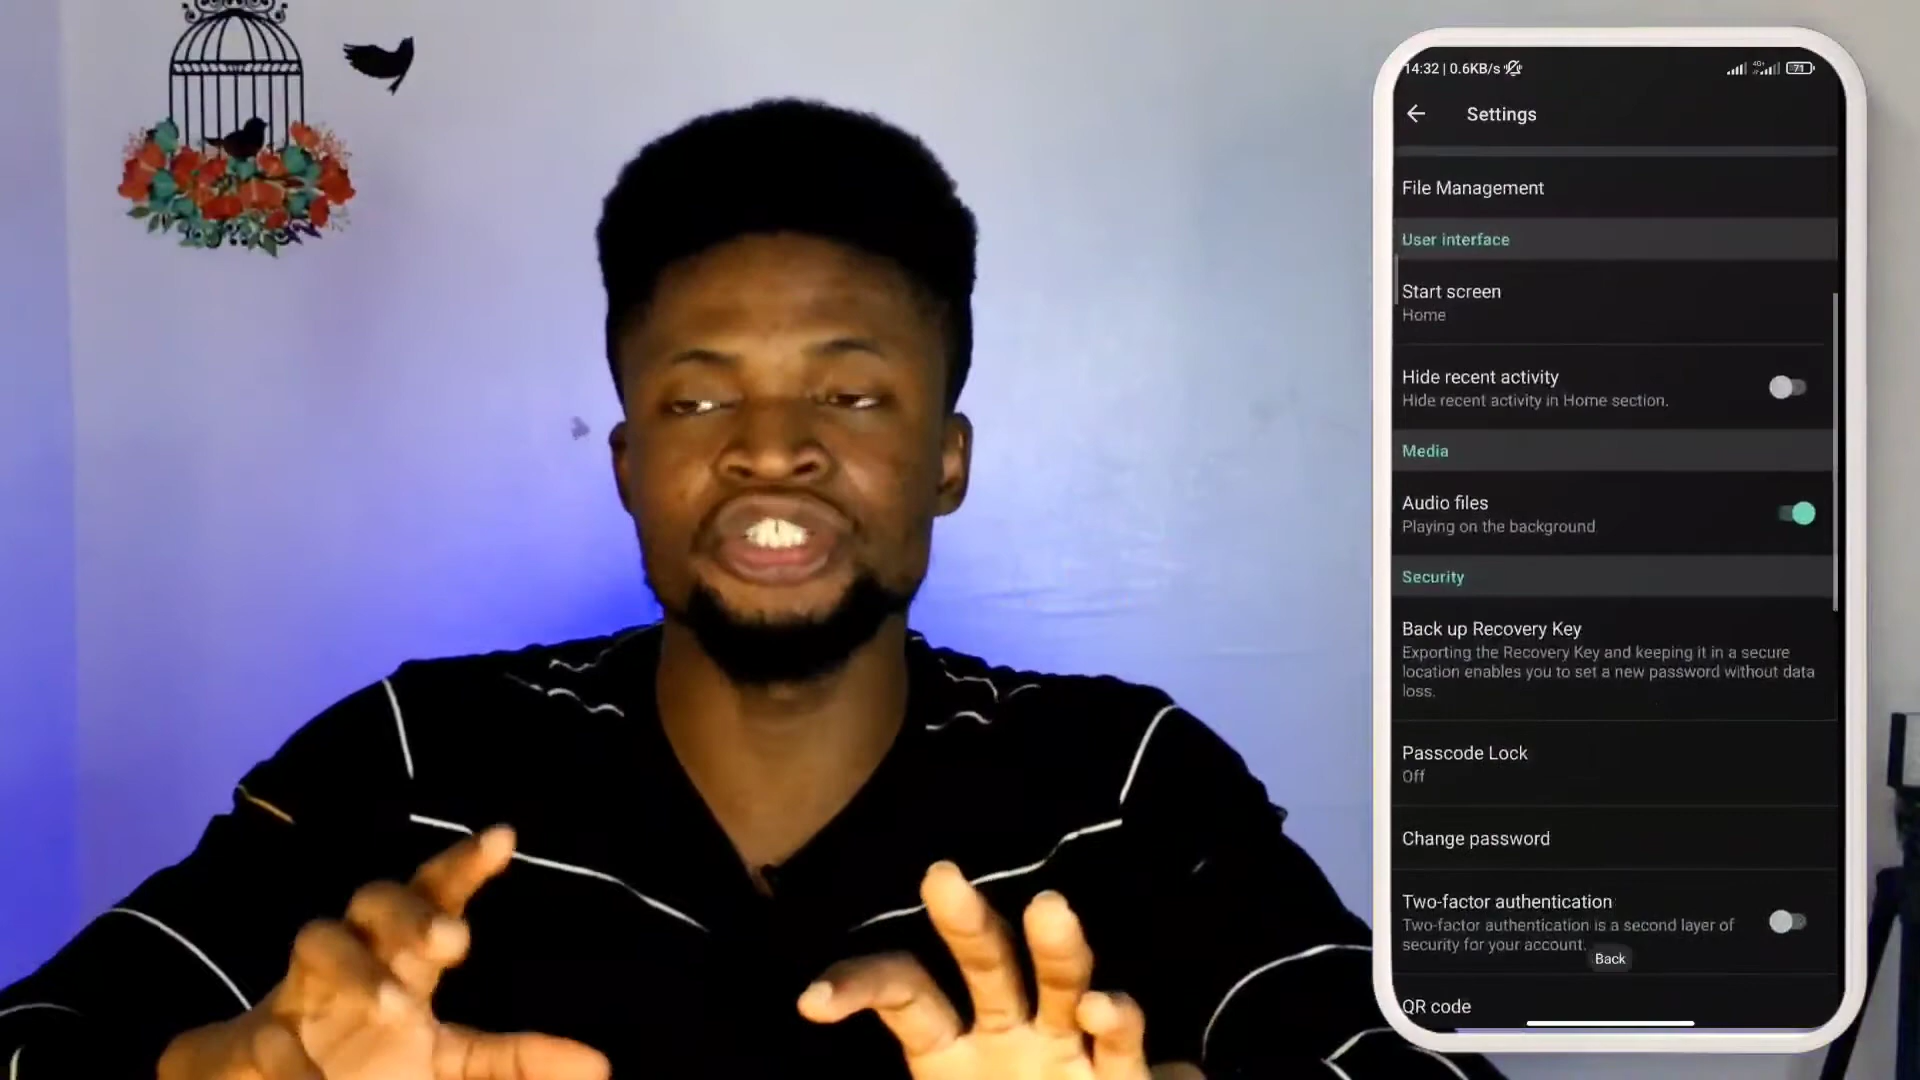 14:32 | 0.6KB/s
4G+
71
Settings
File Management
User interface
Start screen
Home
Hide recent activity
Hide recent activity in Home section.
Media
Audio files
Playing on the background
Security
Back up Recovery Key
Exporting the Recovery Key and keeping it in a secure
location enables you to set a new password without data
loss.
Passcode Lock
Off
Change password
Two-factor authentication
Two-factor authentication is a second layer of
security for your account.
Back
QR code